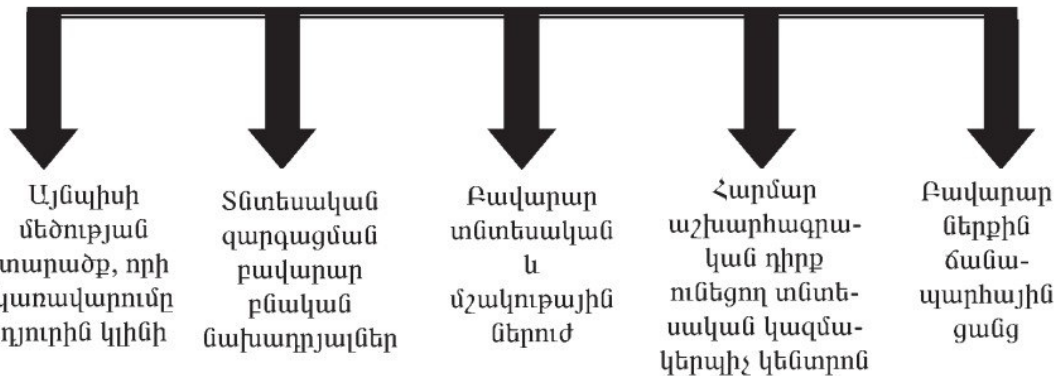 Այնպիսի
մեծության
տարածք, որի
կառավարումը
դյուրին կլինի
Տնտեսական
զարգացման
բավարար
բնական
նախադրյալներ
Բավարար
տնտեսական
և
մշակութային
ներուժ
Հարմար
աշխարհագրա-
կան դիրք
ունեցող տնտե-
սական կազմա-
կերպիչ կենտրոն
Բավարար
ներքին
ճանա-
պարհային
ցանց